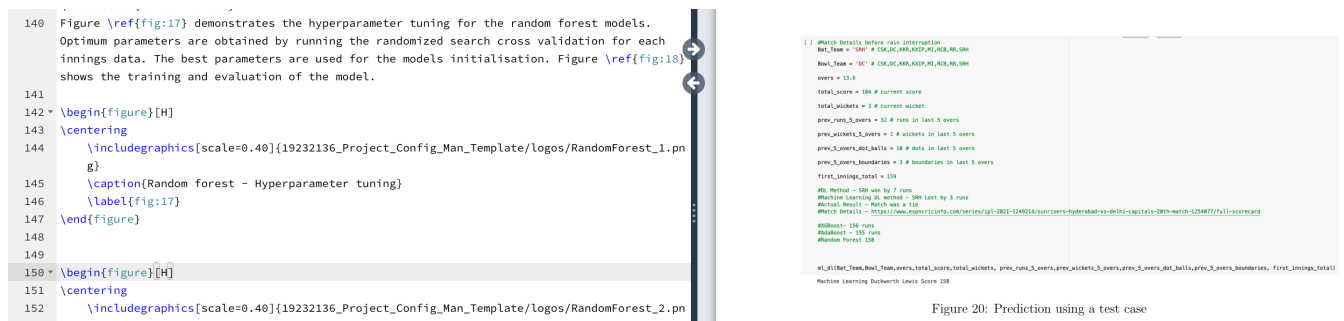 140 Figure \ref{fig:17} demonstrates the hyperparameter tuning for the random forest models.
Optimum parameters are obtained by running the randomized search cross validation for each
innings data. The best parameters are used for the models initialisation. Figure \ref{fig:18}
shows the training and evaluation of the model.
141
142 \begin{figure}[H]
143 \centering
144 \includegraphics[scale=0.40]{19232136_Project_Config_Man_Template/logos/RandomForest_1.pn
g}
145 \caption{Random forest - Hyperparameter tuning}
146 \label{fig:17}
147 \end{figure}
148
149
150 \begin{figure}[H]
151 \centering
152 \includegraphics[scale=0.40]{19232136_Project_Config_Man_Template/logos/RandomForest_2.pn
[ ] #Match Details before rain interruption
Bat_Team = 'SRH' # CSK,DC,KKR,KXIP,MI,RCB,RR,SRH
Bowl_Team = 'DC' # CSK,DC,KKR,KXIP,MI,RCB,RR,SRH
overs = 13.6
total_score = 104 # current score
total_wickets = 3 # current wicket
prev_runs_5_overs = 32 # runs in last 5 overs
prev_wickets_5_overs = 1 # wickets in last 5 overs
prev_5_overs_dot_balls = 10 # dots in last 5 overs
prev_5_overs_boundaries = 3 # boundaries in last 5 overs
first_innings_total = 159
#DL Method - SRH won by 7 runs
#Machine Learning DL method - SRH Lost by 3 runs
#Actual Result - Match was a tie
#Match Details - https://www.espncricinfo.com/series/ipl-2021-1249214/sunrisers-hyderabad-vs-delhi-capitals-20th-match-1254077/full-scorecard
#XGBoost- 156 runs
#AdaBoost - 155 runs
#Random Forest 158
ml_dl(Bat_Team,Bowl_Team,overs,total_score,total_wickets, prev_runs_5_overs,prev_wickets_5_overs,prev_5_overs_dot_balls,prev_5_overs_boundaries, first_innings_total)
Machine Learning Duckworth Lewis Score 158
Figure 20: Prediction using a test case